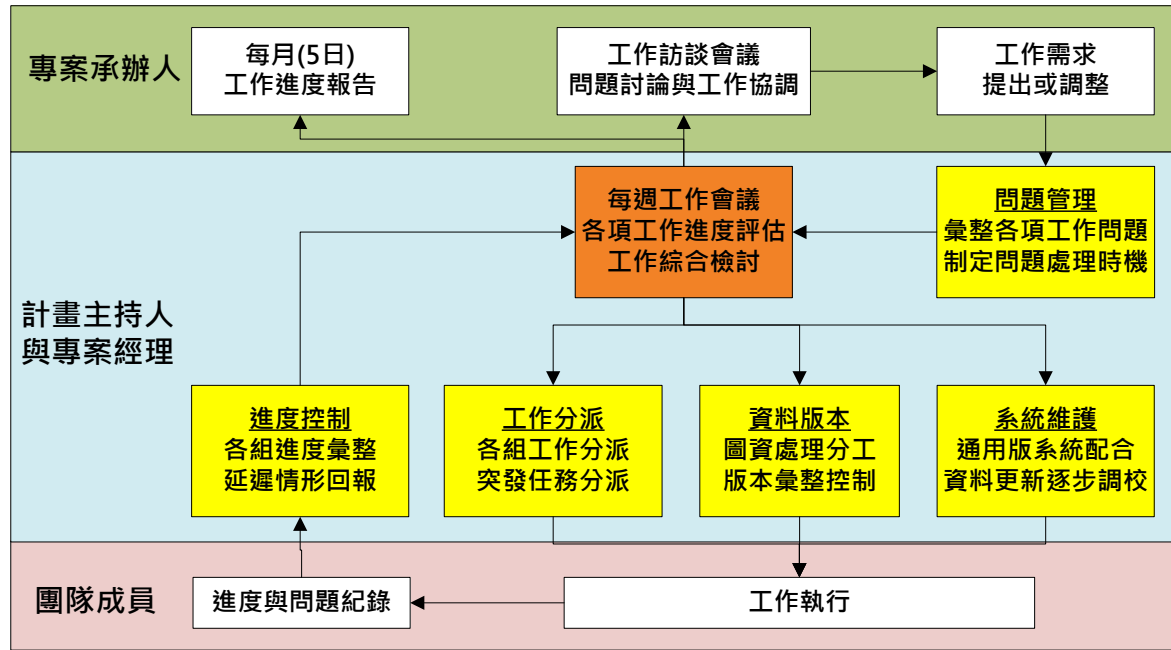 專案承辦人
每月(5日)
工作進度報告
工作訪談會議
問題討論與工作協調
工作需求
提出或調整
計畫主持人
與專案經理
每週工作會議
各項工作進度評估
工作綜合檢討
問題管理
彙整各項工作問題
制定問題處理時機
進度控制
各組進度彙整
延遲情形回報
工作分派
各組工作分派
突發任務分派
資料版本
圖資處理分工
版本彙整控制
系統維護
通用版系統配合
資料更新逐步調校
團隊成員
進度與問題紀錄
工作執行